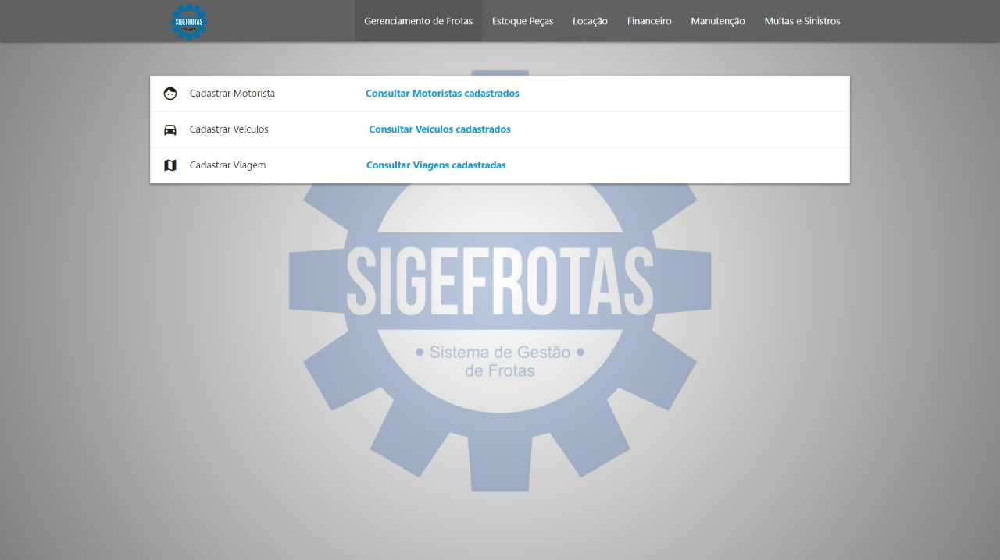 SIGEFROTAS
Gerenciamento de Frotas Estoque Peças Locação Financeiro Manutenção Multas e Sinistros
Cadastrar Motorista Consultar Motoristas cadastrados
Cadastrar Veículos Consultar Veículos cadastrados
Cadastrar Viagem Consultar Viagens cadastradas
SIGEFROTAS
• Sistema de Gestão •
de Frotas